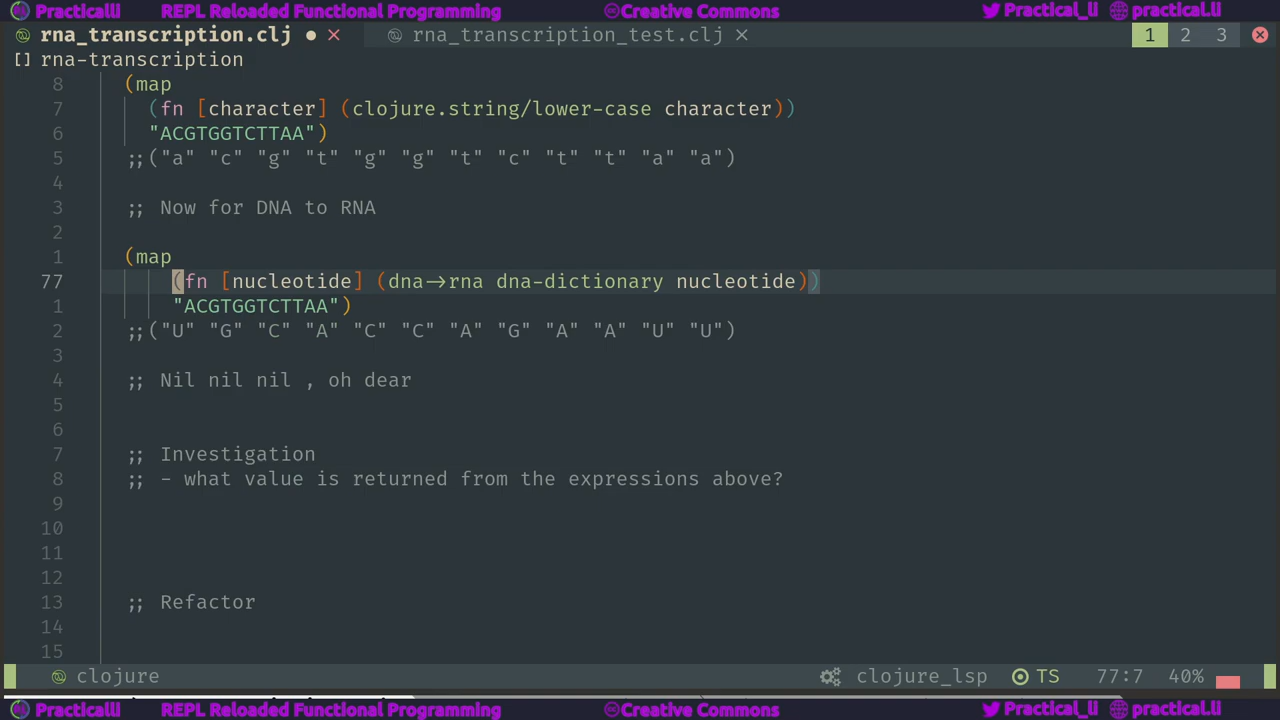 Practicalli REPL Reloaded Functional Programming Creative Commons Practical_li practical.li
rna_transcription.clj ● × rna_transcription_test.clj × 1 2 3
[] rna-transcription
8 (map
7 (fn [character] (clojure.string/lower-case character))
6 "ACGTGGTCTTAA")
5 ;;("a" "c" "g" "t" "g" "g" "t" "c" "t" "t" "a" "a")
4
3 ;; Now for DNA to RNA
2
1 (map
77 (fn [nucleotide] (dna->rna dna-dictionary nucleotide))
1 "ACGTGGTCTTAA")
2 ;;("U" "G" "C" "A" "C" "C" "A" "G" "A" "A" "U" "U")
3
4 ;; Nil nil nil , oh dear
5
6
7 ;; Investigation
8 ;; - what value is returned from the expressions above?
9
10
11
12
13 ;; Refactor
14
15
clojure clojure_lsp TS 77:7 40%
Practicalli REPL Reloaded Functional Programming Creative Commons Practical_li practical.li